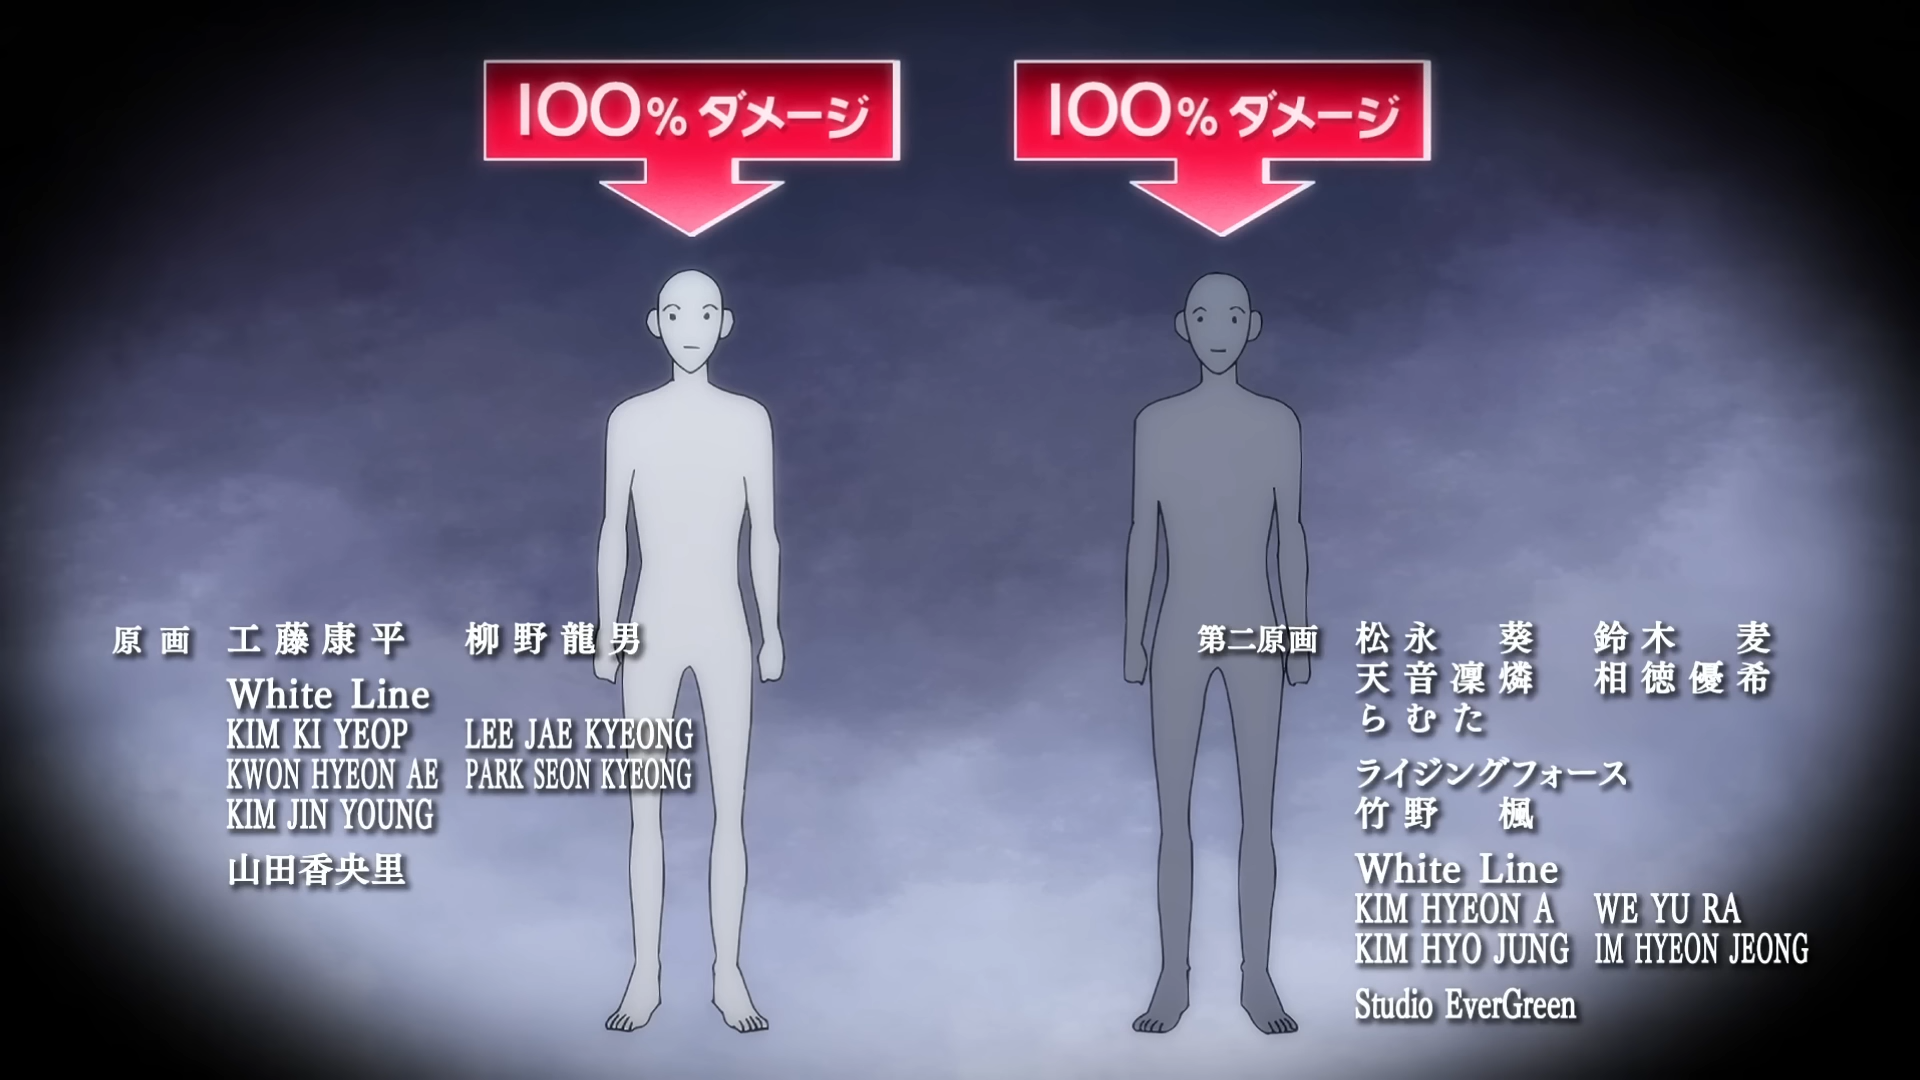 100%ダメージ
100%ダメージ
原画 工藤康平 柳野龍男
White Line
KIM KI YEOP LEE JAE KYEONG
KWON HYEON AE PARK SEON KYEONG
KIM JIN YOUNG
山田香央里
第二原画 松永 葵 鈴木 麦
天音凜燐 相徳優希
らむた
ライジングフォース
竹野 楓
White Line
KIM HYEON A WE YU RA
KIM HYO JUNG IM HYEON JEONG
Studio EverGreen